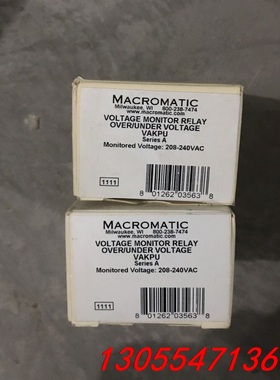 MACROMATIC
Milwaukee, WI 800-238-7474
www.macromatic.com
VOLTAGE MONITOR RELAY
OVER/UNDER VOLTAGE
VAKPU
Series A
Monitored Voltage: 208-240VAC
1111
8 01262 03563 8
MACROMATIC
Milwaukee, WI 800-238-7474
www.macromatic.com
VOLTAGE MONITOR RELAY
OVER/UNDER VOLTAGE
VAKPU
Series A
Monitored Voltage: 208-240VAC
1111
8 01262 03563 8
13055547136